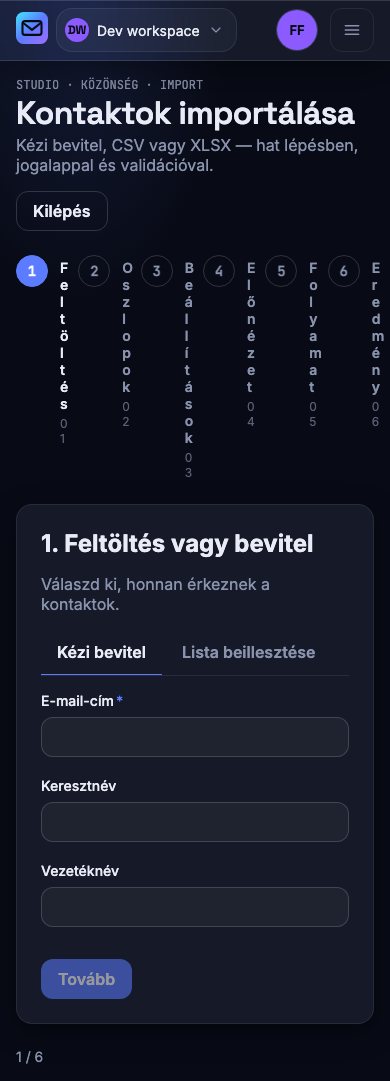 DW Dev workspace
FF
STUDIO · KÖZÖNSÉG · IMPORT
Kontaktok importálása
Kézi bevitel, CSV vagy XLSX — hat lépésben,
jogalappal és validációval.
Kilépés
1 Feltöltés 01
2 Oszlopok 02
3 Beállítások 03
4 Előnézet 04
5 Folyamat 05
6 Eredmény 06
1. Feltöltés vagy bevitel
Válaszd ki, honnan érkeznek a
kontaktok.
Kézi bevitel Lista beillesztése
E-mail-cím *
Keresztnév
Vezetéknév
Tovább
1 / 6